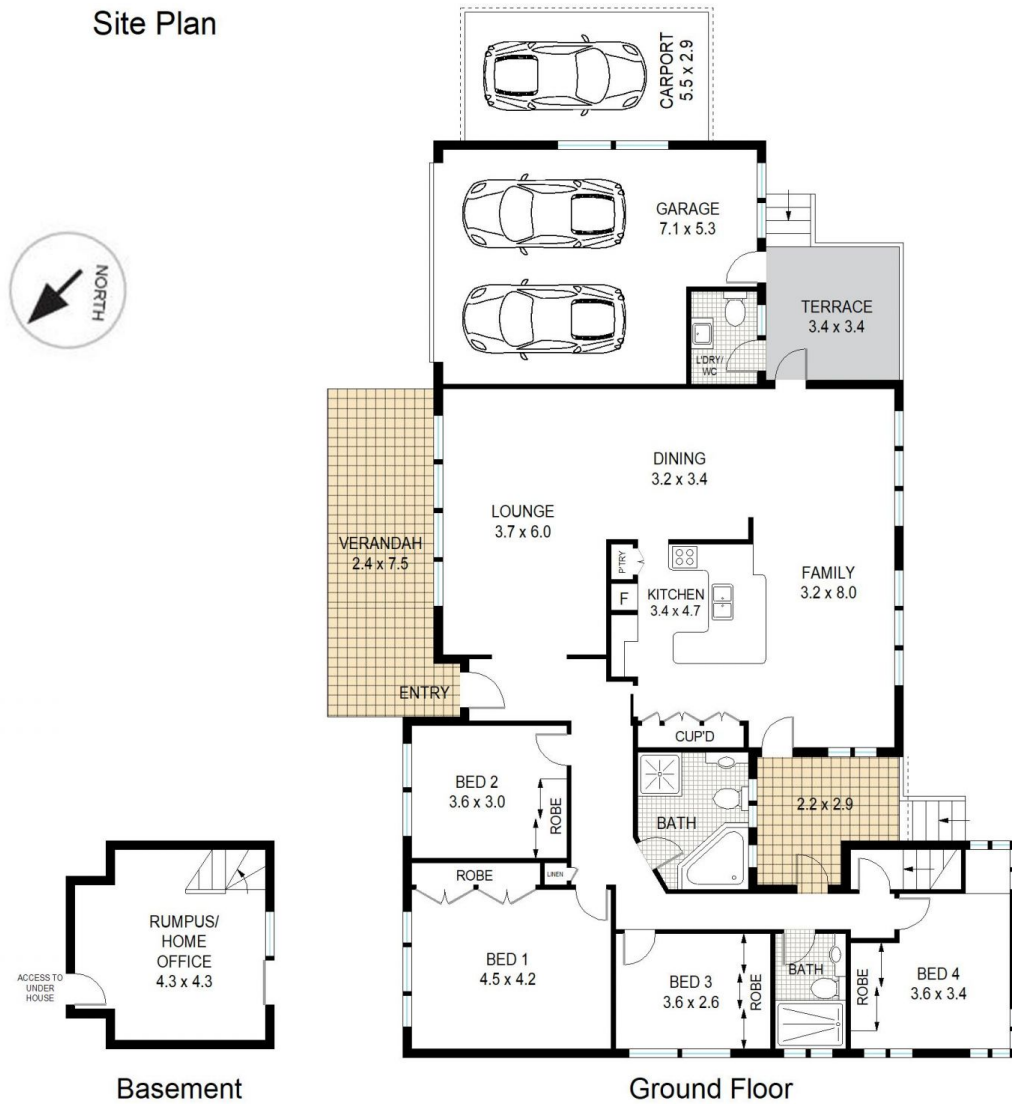 Site Plan
CARPORT
5.5 x 2.9
NORTH
GARAGE
7.1 x 5.3
TERRACE
3.4 x 3.4
L'DRY/
WC
DINING
3.2 x 3.4
LOUNGE
3.7 x 6.0
VERANDAH
2.4 x 7.5
P'TRY
F
KITCHEN
3.4 x 4.7
FAMILY
3.2 x 8.0
ENTRY
CUP'D
BED 2
3.6 x 3.0
ROBE
BATH
2.2 x 2.9
ROBE
LINEN
RUMPUS/
HOME
OFFICE
4.3 x 4.3
ACCESS TO
UNDER
HOUSE
BED 1
4.5 x 4.2
BED 3
3.6 x 2.6
ROBE
BATH
ROBE
BED 4
3.6 x 3.4
Basement
Ground Floor